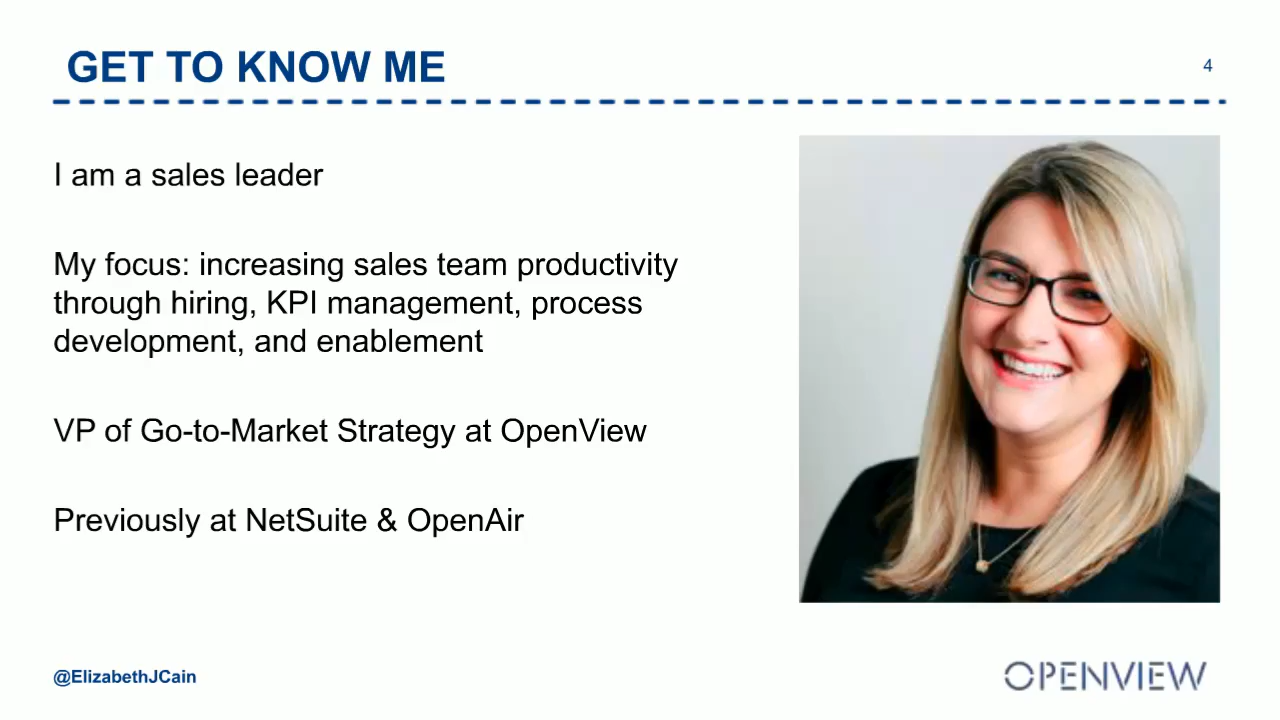 GET TO KNOW ME
4
I am a sales leader
My focus: increasing sales team productivity
through hiring, KPI management, process
development, and enablement
VP of Go-to-Market Strategy at OpenView
Previously at NetSuite & OpenAir
@ElizabethJCain
OPENVIEW